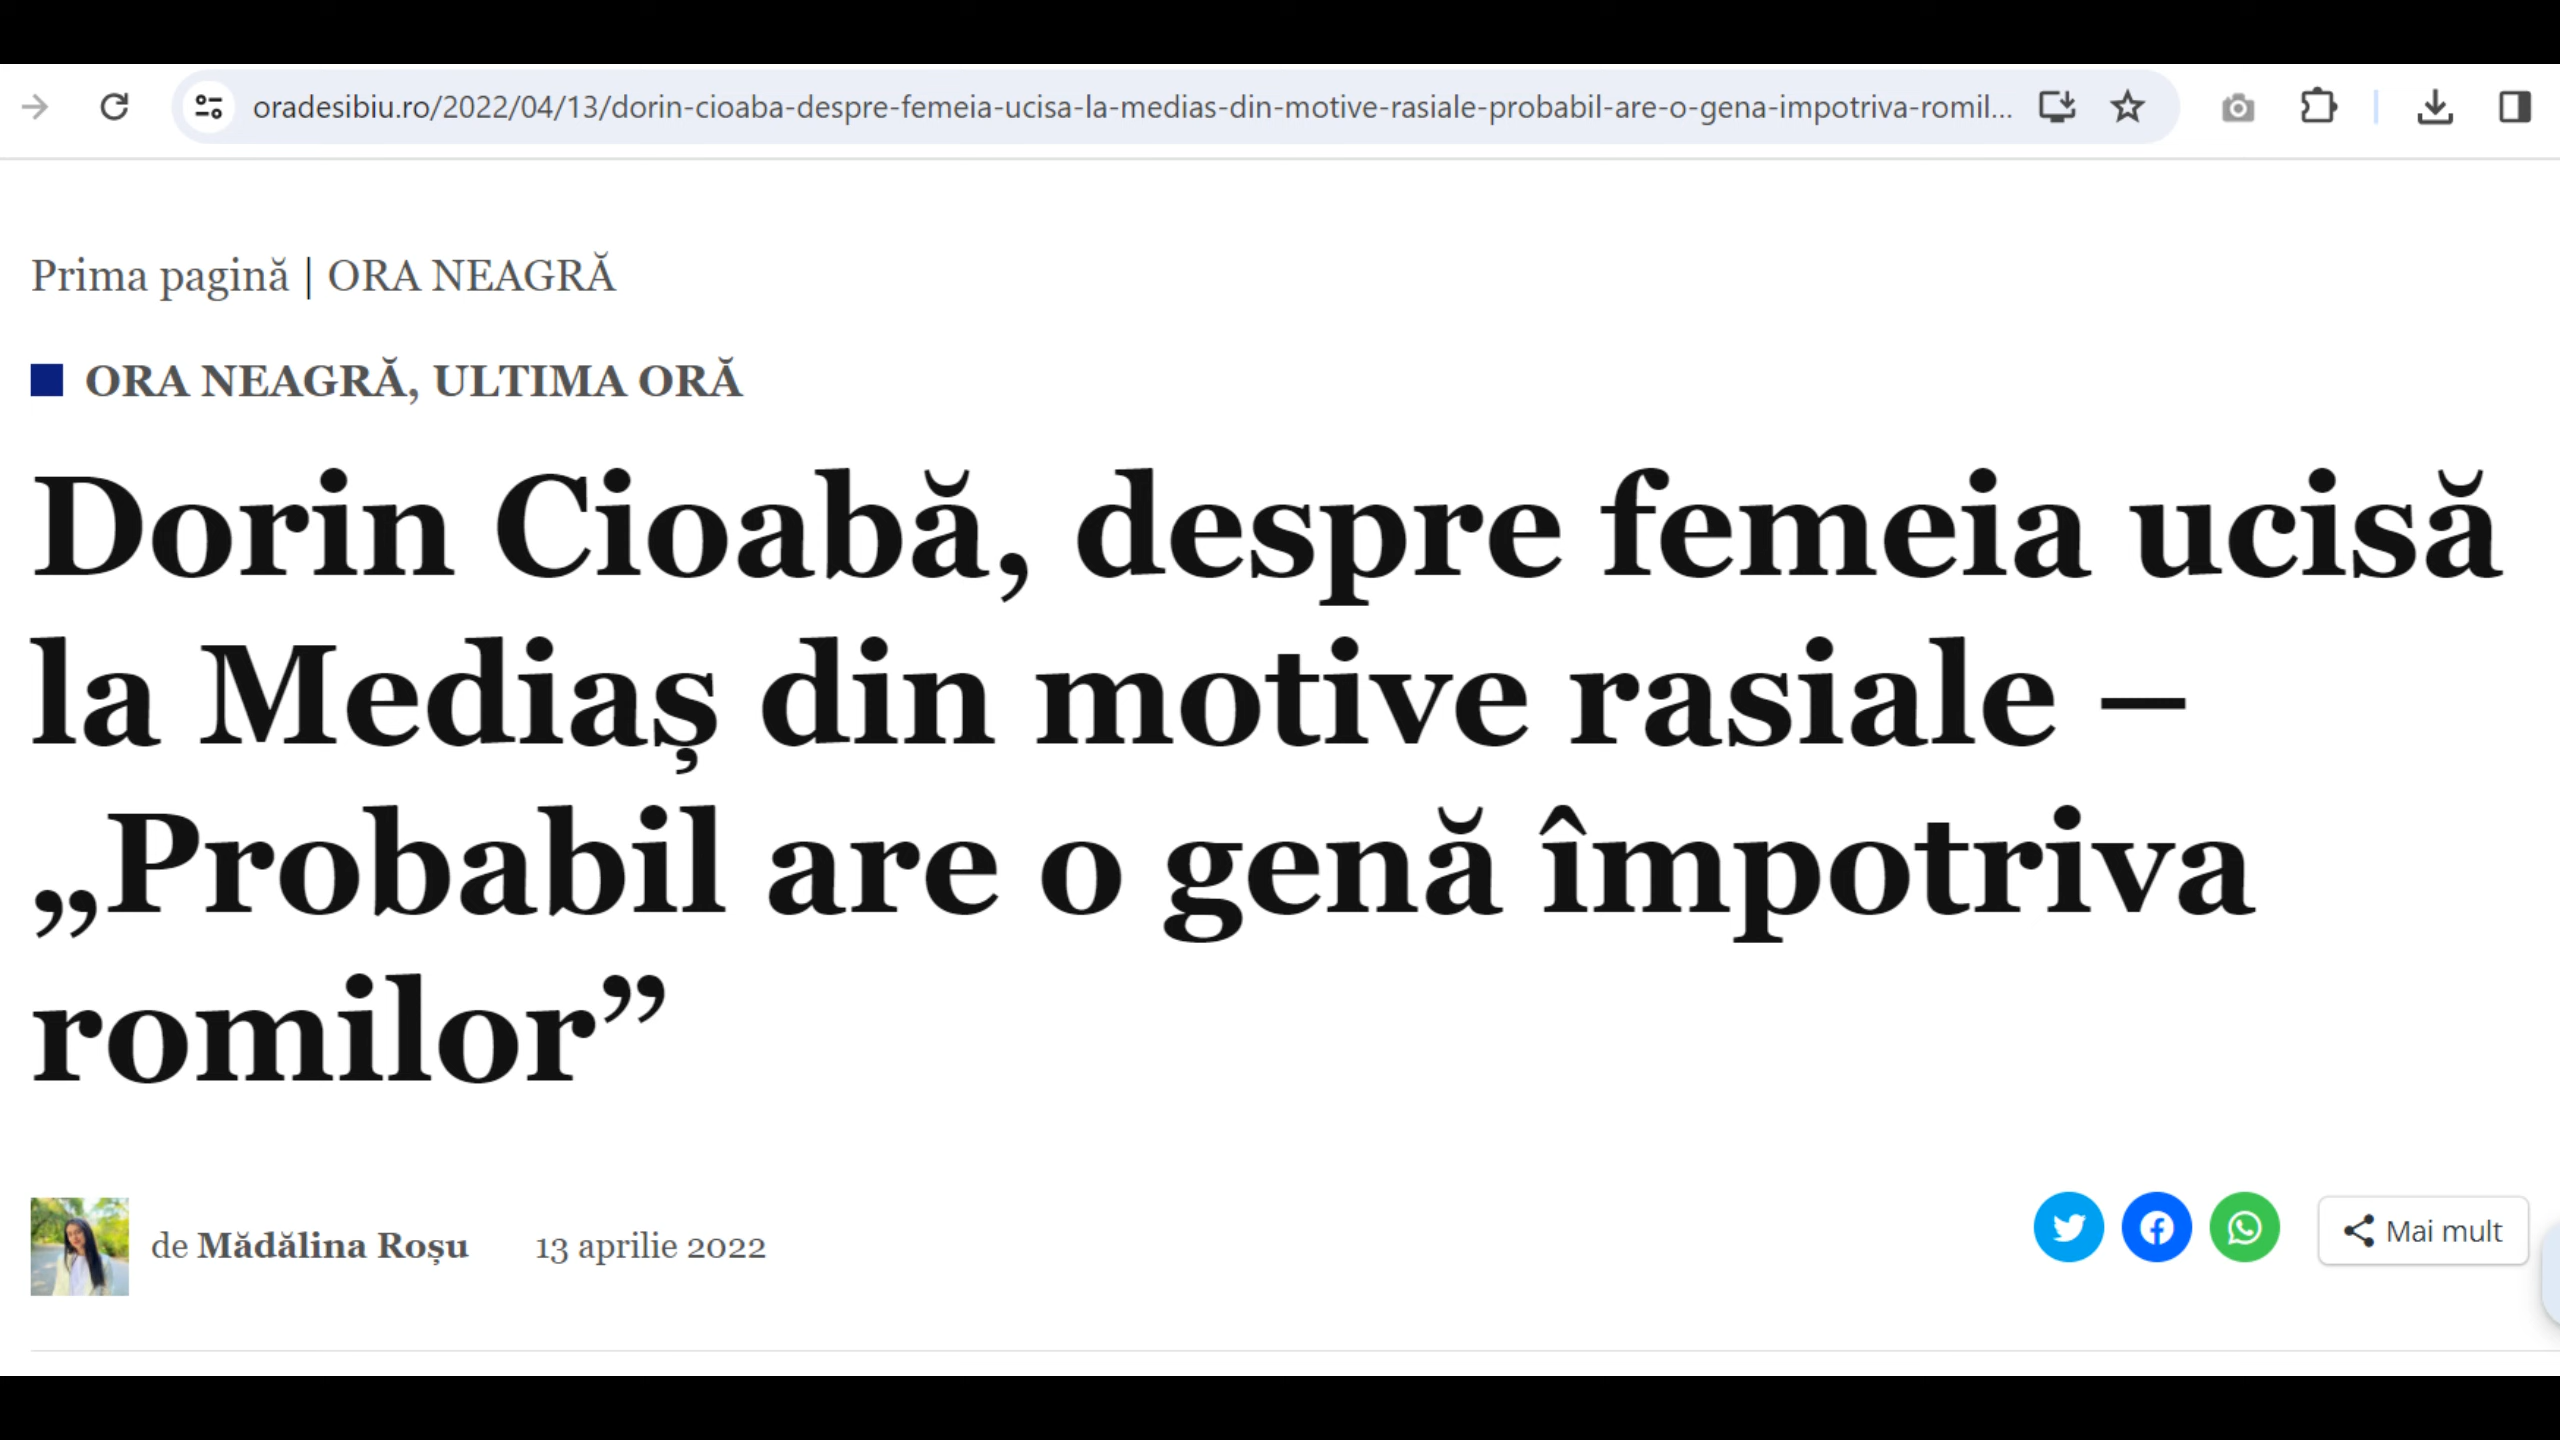 oradesibiu.ro/2022/04/13/dorin-cioaba-despre-femeia-ucisa-la-medias-din-motive-rasiale-probabil-are-o-gena-impotriva-romil...
Prima pagină | ORA NEAGRĂ
ORA NEAGRĂ, ULTIMA ORĂ
Dorin Cioabă, despre femeia ucisă
la Mediaș din motive rasiale –
„Probabil are o genă împotriva
romilor”
de Mădălina Roșu 13 aprilie 2022
Mai mult